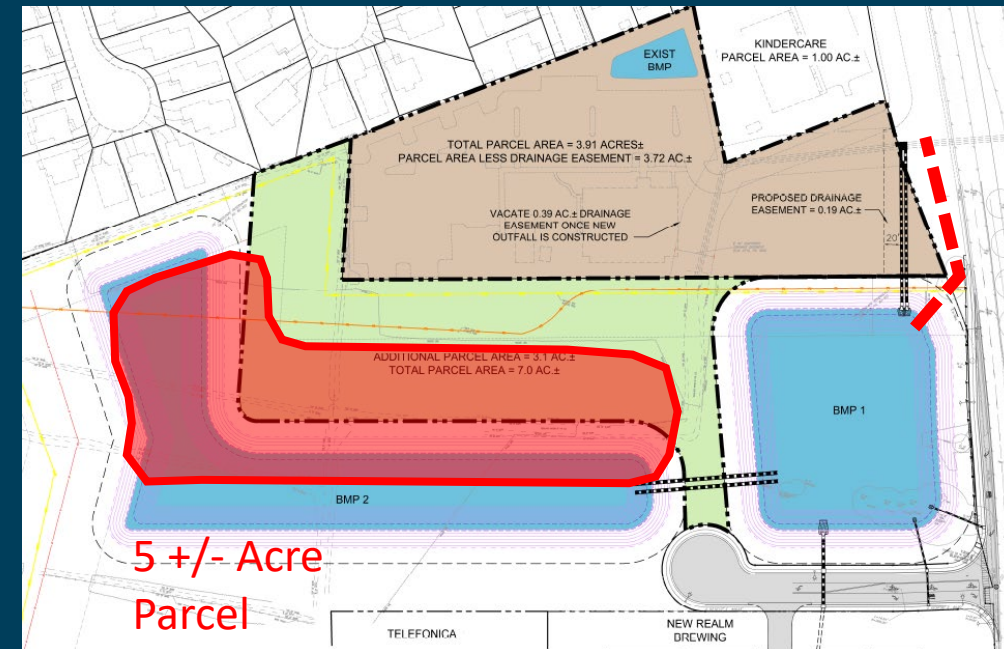 KINDERCARE
PARCEL AREA = 1.00 AC.±
EXIST
BMP
TOTAL PARCEL AREA = 3.91 ACRES±
PARCEL AREA LESS DRAINAGE EASEMENT = 3.72 AC.±
VACATE 0.39 AC.± DRAINAGE
EASEMENT ONCE NEW
OUTFALL IS CONSTRUCTED
PROPOSED DRAINAGE
EASEMENT = 0.19 AC.±
20'
ADDITIONAL PARCEL AREA = 3.1 AC.±
TOTAL PARCEL AREA = 7.0 AC.±
BMP 1
BMP 2
5 +/- Acre
Parcel
TELEFONICA
NEW REALM
BREWING